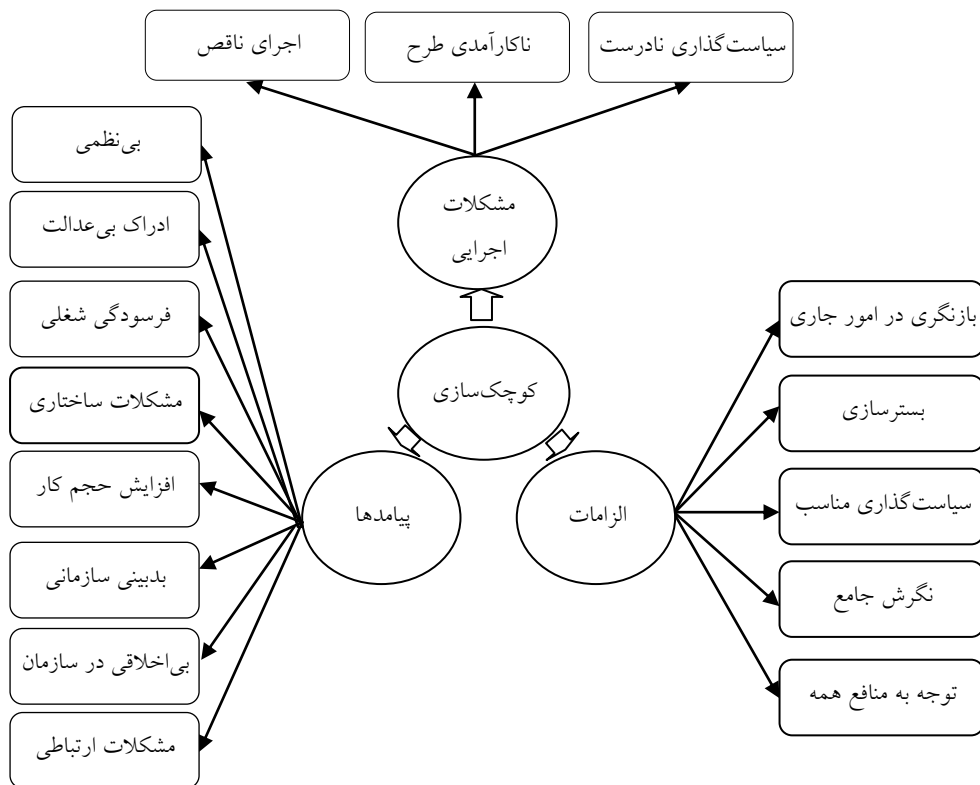 سیاست‌گذاری نادرست
ناکارآمدی طرح
اجرای ناقص
مشکلات
اجرایی
کوچک‌سازی
الزامات
بازنگری در امور جاری
بسترسازی
سیاست‌گذاری مناسب
نگرش جامع
توجه به منافع همه
پیامدها
بی‌نظمی
ادراک بی‌عدالت
فرسودگی شغلی
مشکلات ساختاری
افزایش حجم کار
بدبینی سازمانی
بی‌اخلاقی در سازمان
مشکلات ارتباطی